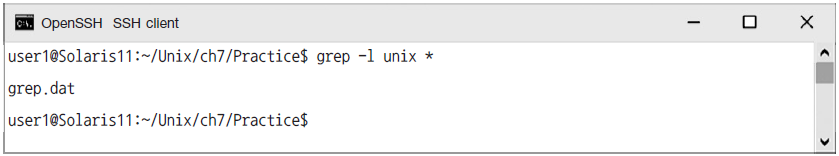 OpenSSH SSH client
user1@Solaris11:~/Unix/ch7/Practice$ grep -l unix *
grep.dat
user1@Solaris11:~/Unix/ch7/Practice$